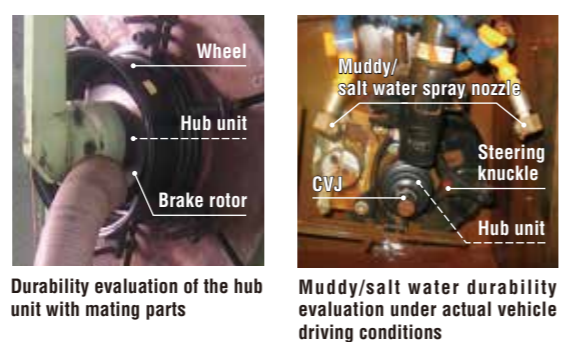 Wheel
Hub unit
Brake rotor
Durability evaluation of the hub
unit with mating parts
Muddy/
salt water spray nozzle
Steering
knuckle
CVJ
Hub unit
Muddy/salt water durability
evaluation under actual vehicle
driving conditions